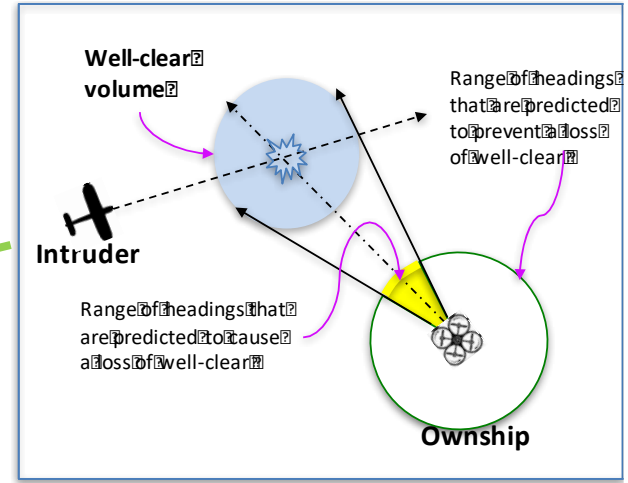 Well-clear⍰
volume⍰
Range⍰of⍰headings⍰
that⍰are⍰predicted⍰
to⍰prevent⍰a⍰loss⍰
of⍰well-clear⍰
Intruder
Range⍰of⍰headings⍰that⍰
are⍰predicted⍰to⍰cause⍰
a⍰loss⍰of⍰well-clear⍰
Ownship